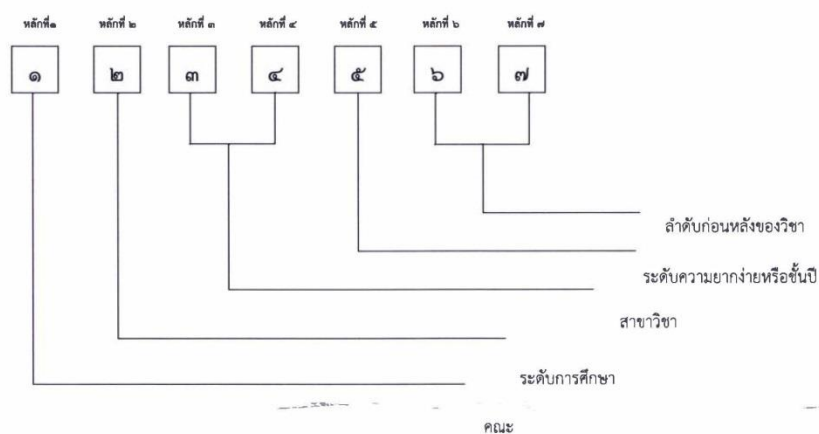 หลักที่๑ หลักที่ ๒ หลักที่ ๓ หลักที่ ๔ หลักที่ ๕ หลักที่ ๖ หลักที่ ๗
๑ ๒ ๓ ๔ ๕ ๖ ๗
ลำดับก่อนหลังของวิชา
ระดับความยากง่ายหรือชั้นปี
สาขาวิชา
ระดับการศึกษา
คณะ